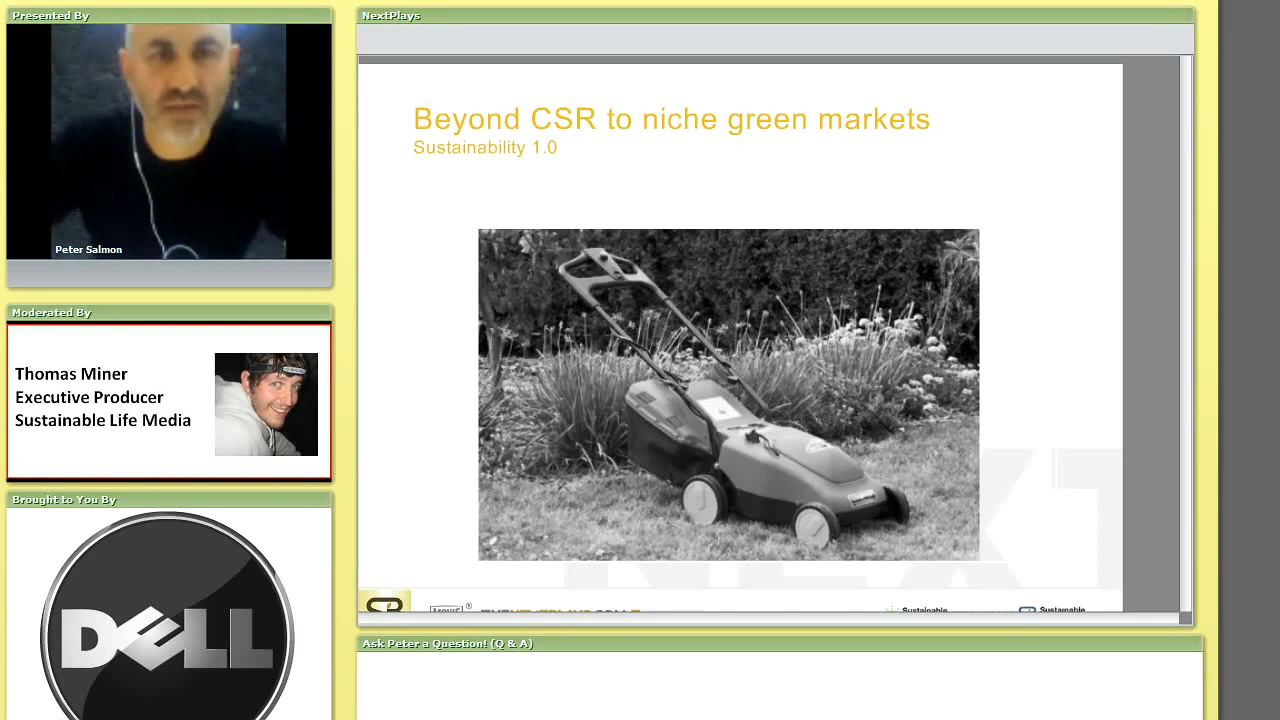 Presented By
Peter Salmon
Moderated By
Thomas Miner
Executive Producer
Sustainable Life Media
Brought to You By
DELL
NextPlays
Beyond CSR to niche green markets
Sustainability 1.0
NEXT
Sustainable
Sustainable
Ask Peter a Question! (Q & A)